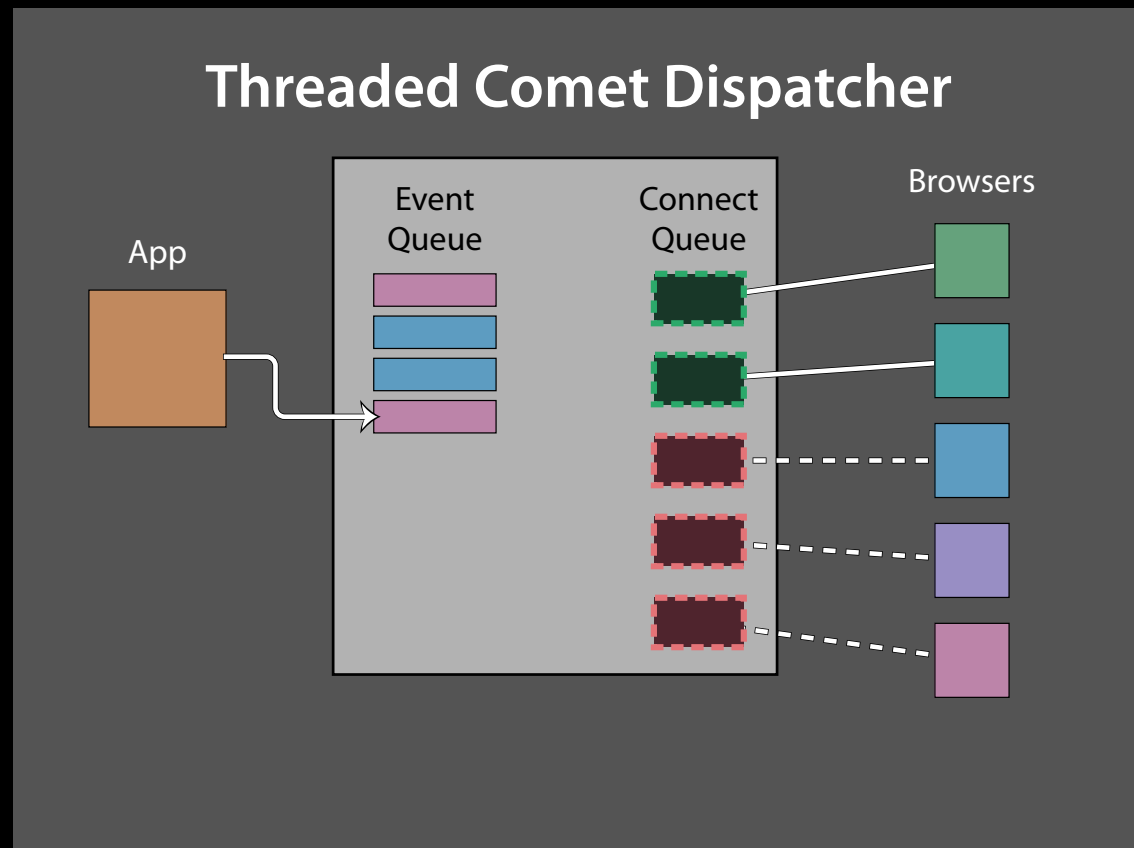 Threaded Comet Dispatcher
App
Event
Queue
Connect
Queue
Browsers